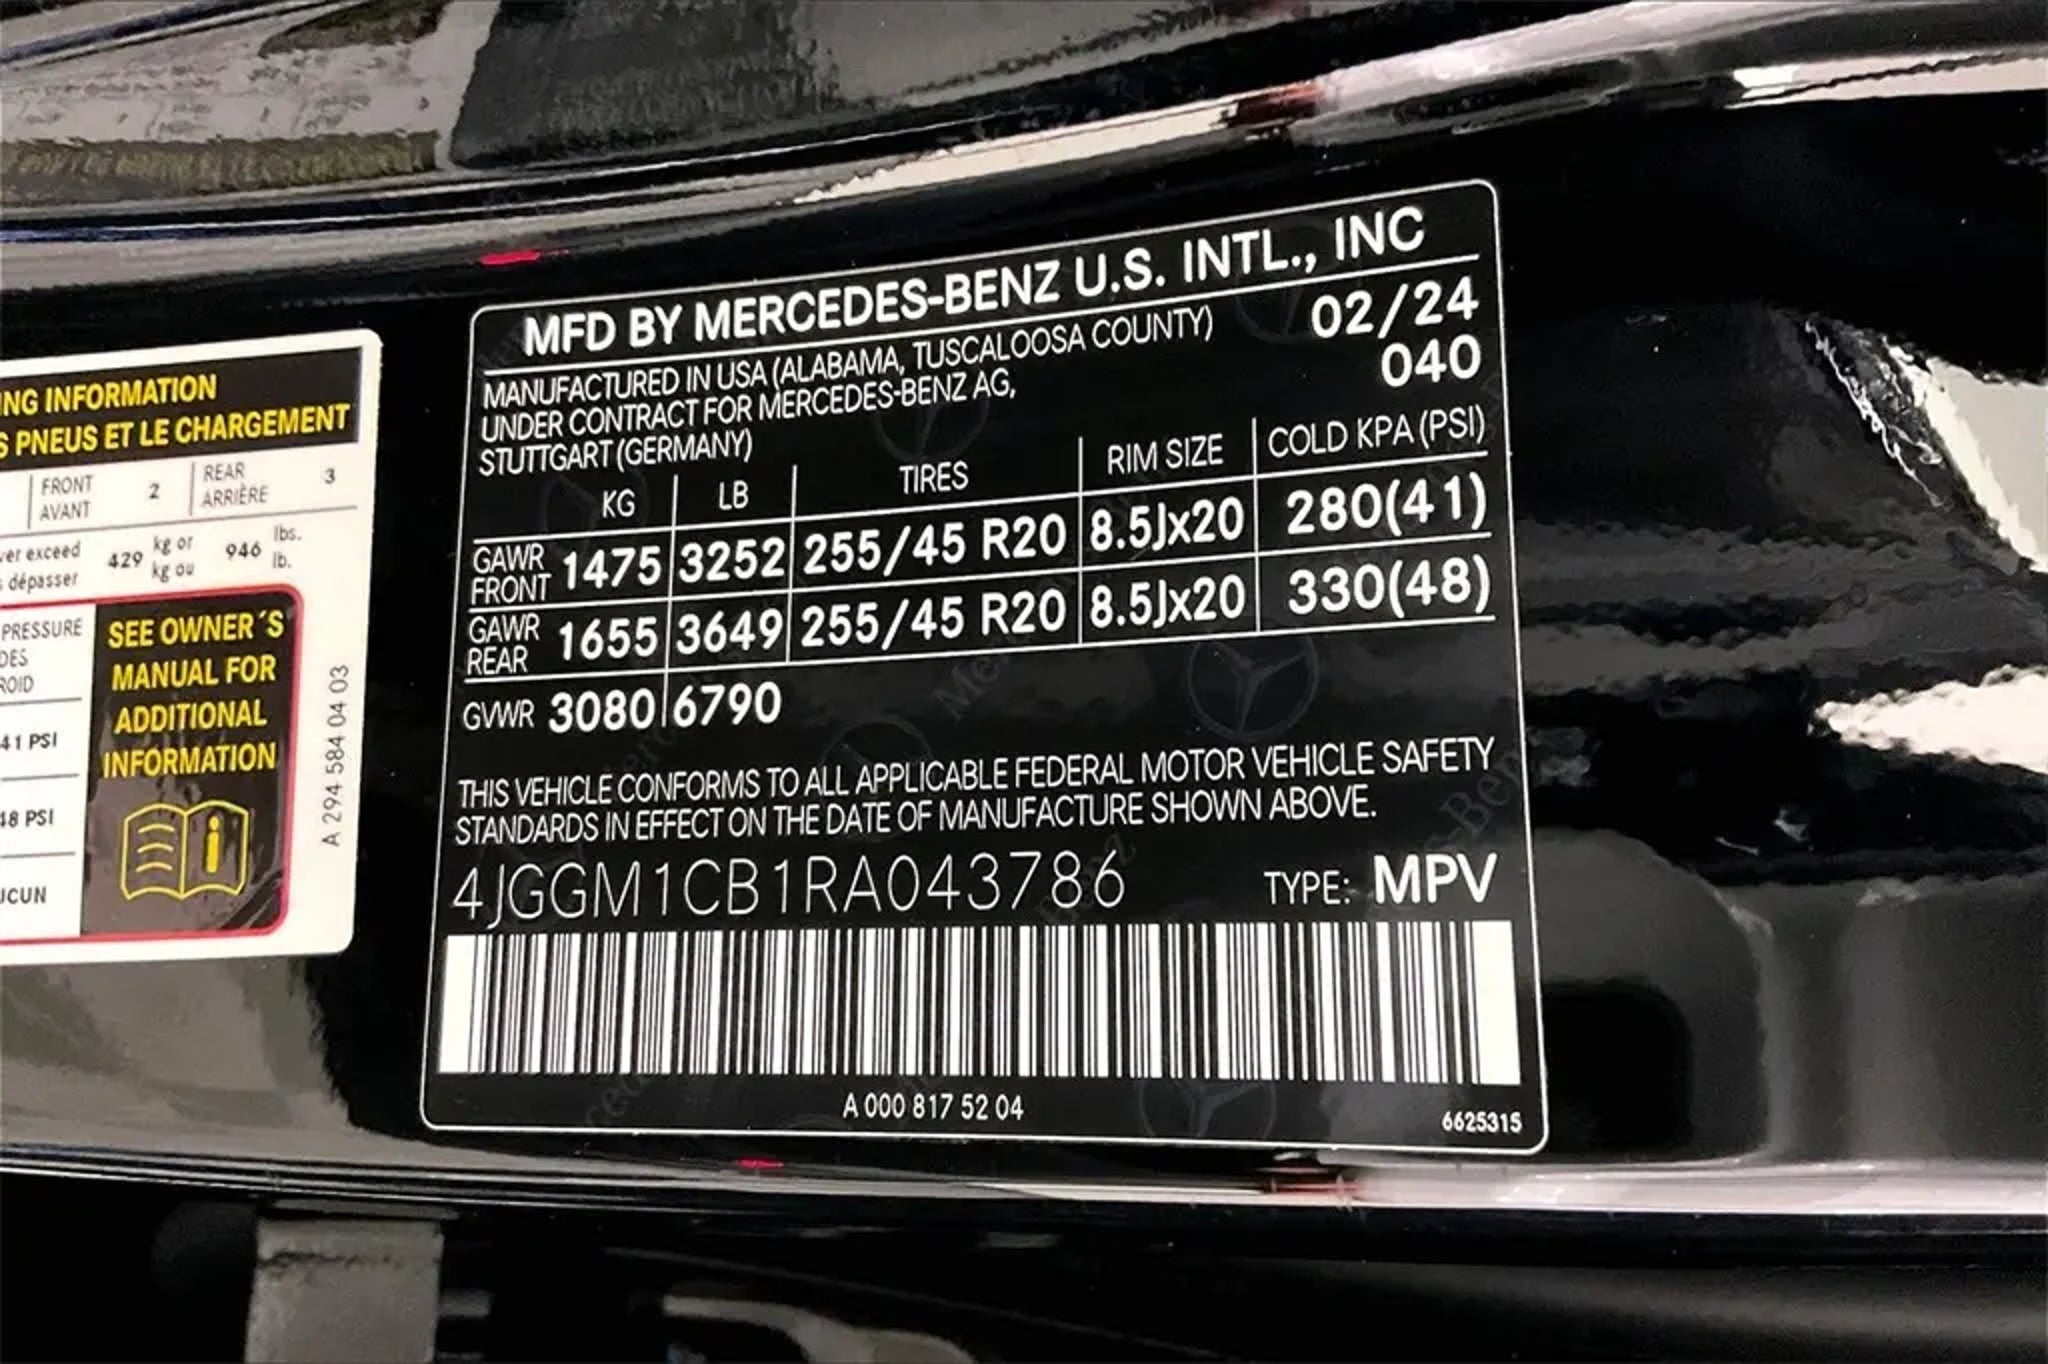 ING INFORMATION
S PNEUS ET LE CHARGEMENT
FRONT AVANT 2 REAR ARRIÈRE 3
ver exceed
s dépasser 429 kg or kg ou 946 lbs. lb.
PRESSURE
DES
ROID
41 PSI
48 PSI
UCUN
SEE OWNER´S
MANUAL FOR
ADDITIONAL
INFORMATION
A 294 584 04 03
MFD BY MERCEDES-BENZ U.S. INTL., INC
MANUFACTURED IN USA (ALABAMA, TUSCALOOSA COUNTY) 02/24
UNDER CONTRACT FOR MERCEDES-BENZ AG, 040
STUTTGART (GERMANY)
KG LB TIRES RIM SIZE COLD KPA (PSI)
GAWR FRONT 1475 3252 255/45 R20 8.5Jx20 280(41)
GAWR REAR 1655 3649 255/45 R20 8.5Jx20 330(48)
GVWR 3080 6790
THIS VEHICLE CONFORMS TO ALL APPLICABLE FEDERAL MOTOR VEHICLE SAFETY
STANDARDS IN EFFECT ON THE DATE OF MANUFACTURE SHOWN ABOVE.
4JGGM1CB1RA043786 TYPE: MPV
A 000 817 52 04
6625315